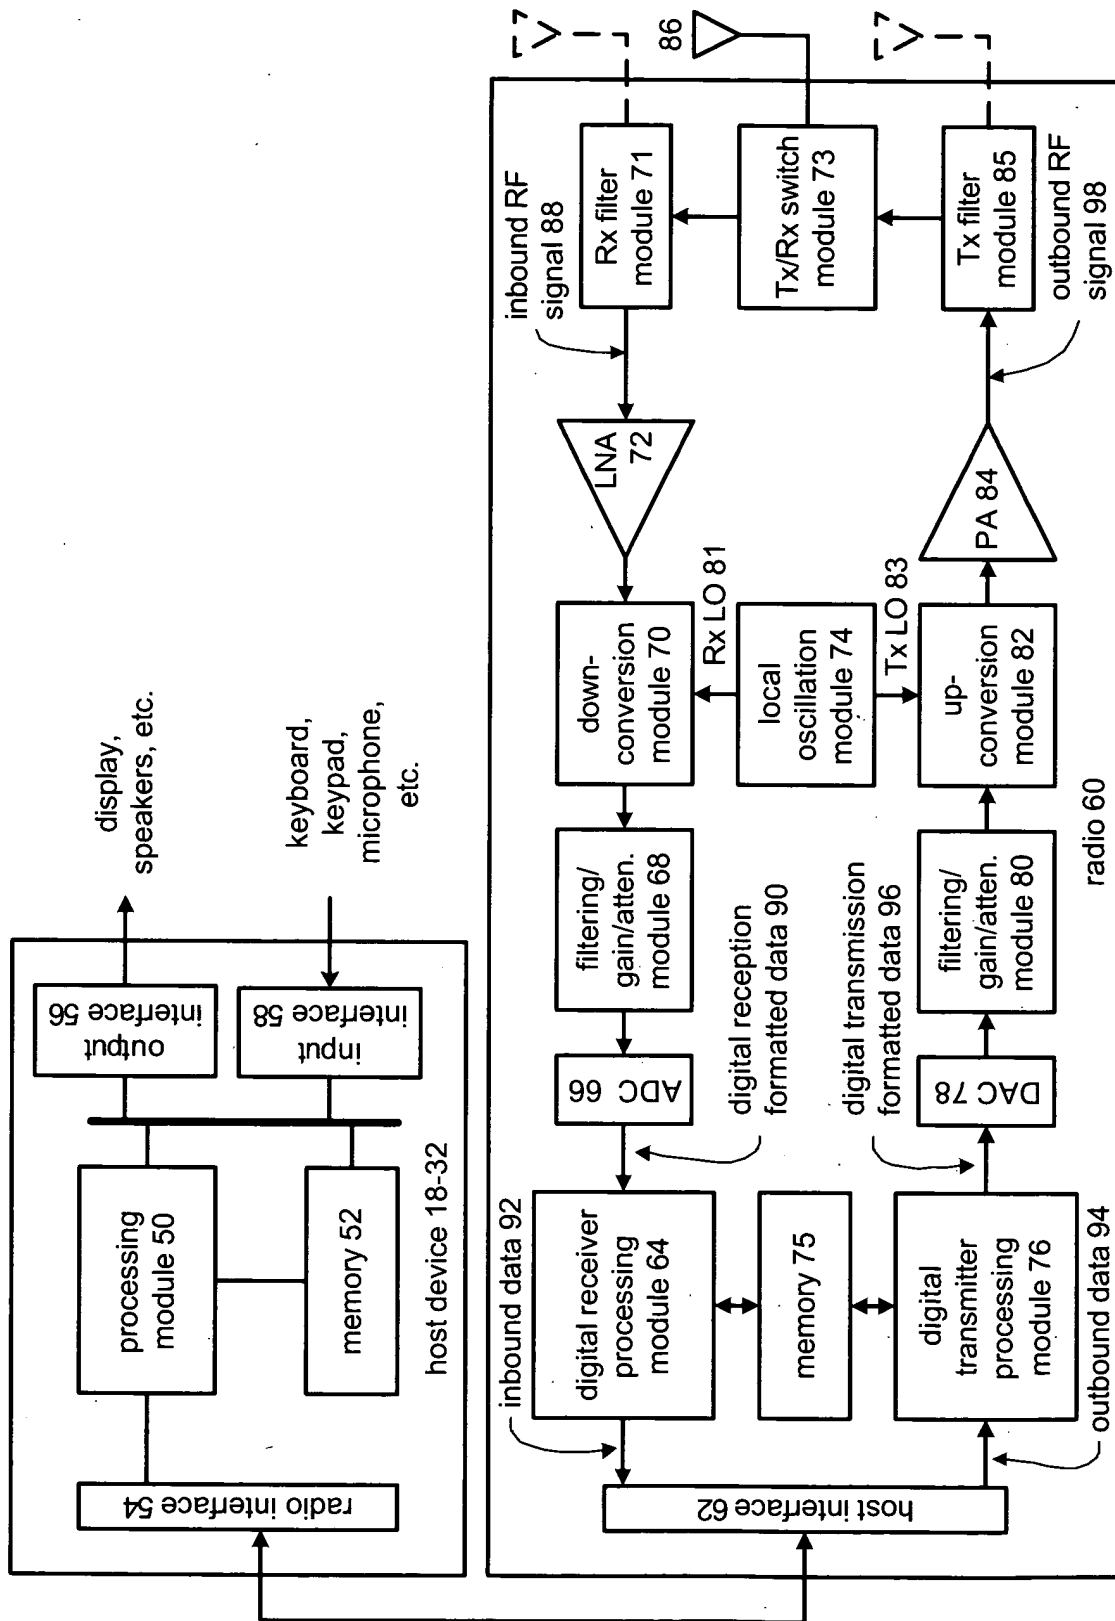 radio interface 54
processing
module 50
memory 52
output
interface 56
input
interface 58
display,
speakers, etc.
keyboard,
keypad,
microphone,
etc.
host device 18-32
host interface 62
inbound data 92
digital receiver
processing
module 64
digital reception
formatted data 90
ADC 66
filtering/
gain/atten.
module 68
down-
conversion
module 70
LNA
72
inbound RF
signal 88
Rx filter
module 71
memory 75
Rx LO 81
local
oscillation
module 74
Tx LO 83
Tx/Rx switch
module 73
86
outbound data 94
digital
transmitter
processing
module 76
digital transmission
formatted data 96
DAC 78
filtering/
gain/atten.
module 80
up-
conversion
module 82
PA 84
outbound RF
signal 98
Tx filter
module 85
radio 60